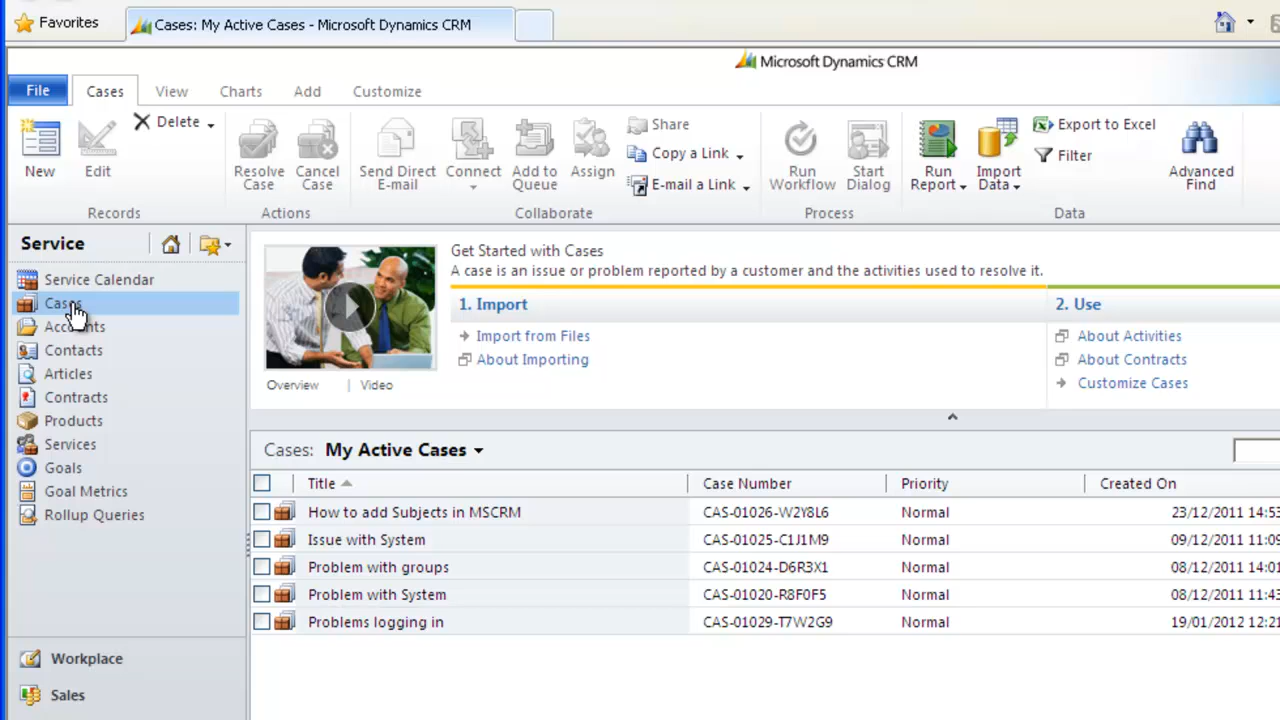 Favorites
Cases: My Active Cases - Microsoft Dynamics CRM
Microsoft Dynamics CRM
File
Cases
View
Charts
Add
Customize
New
Edit
Delete
Records
Resolve Case
Cancel Case
Actions
Send Direct E-mail
Connect
Add to Queue
Assign
Share
Copy a Link
E-mail a Link
Collaborate
Run Workflow
Start Dialog
Process
Run Report
Import Data
Export to Excel
Filter
Advanced Find
Data
Service
Service Calendar
Cases
Accounts
Contacts
Articles
Contracts
Products
Services
Goals
Goal Metrics
Rollup Queries
Workplace
Sales
Get Started with Cases
A case is an issue or problem reported by a customer and the activities used to resolve it.
Overview | Video
1. Import
Import from Files
About Importing
2. Use
About Activities
About Contracts
Customize Cases
Cases: My Active Cases
Title Case Number Priority Created On
How to add Subjects in MSCRM CAS-01026-W2Y8L6 Normal 23/12/2011 14:53
Issue with System CAS-01025-C1J1M9 Normal 09/12/2011 11:09
Problem with groups CAS-01024-D6R3X1 Normal 08/12/2011 14:01
Problem with System CAS-01020-R8F0F5 Normal 08/12/2011 11:43
Problems logging in CAS-01029-T7W2G9 Normal 19/01/2012 12:21